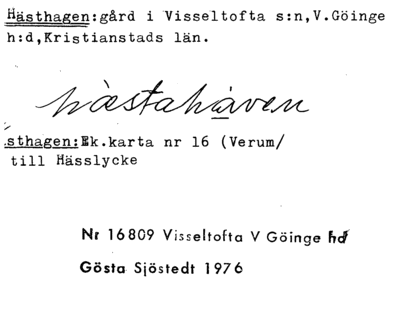 Hästhagen:gård i Visseltofta s:n,V.Göinge
h:d,Kristianstads län.
hàstahàven
sthagen:Ek.karta nr 16 (Verum/
till Hässlycke
Nr 16809 Visseltofta V Göinge hd
Gösta Sjöstedt 1976